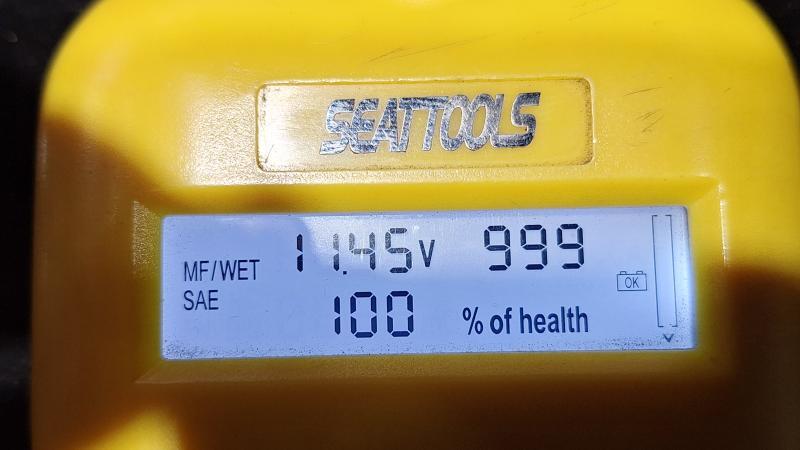 SEATTOOLS
MF/WET 11.45V 999
SAE 100 % of health
OK